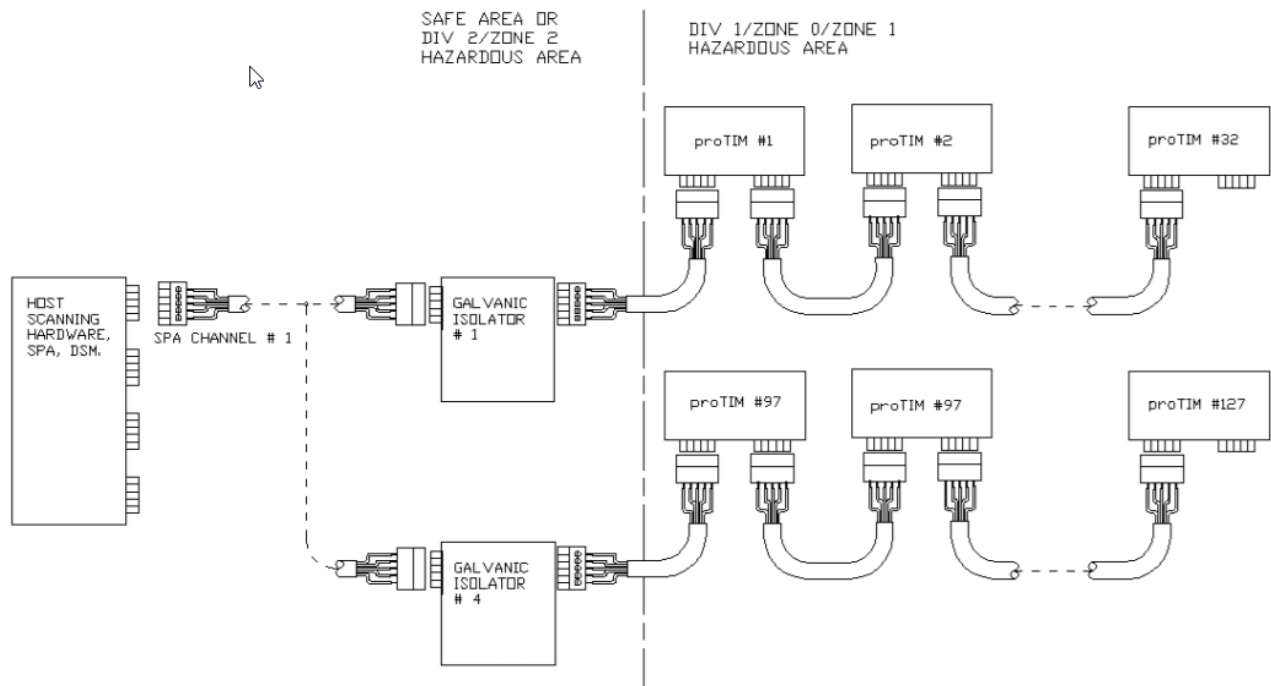 SAFE AREA OR
DIV 2/ZONE 2
HAZARDOUS AREA
DIV 1/ZONE 0/ZONE 1
HAZARDOUS AREA
proTIM #1
proTIM #2
proTIM #32
HOST
SCANNING
HARDWARE,
SPA, DSM.
SPA CHANNEL # 1
GALVANIC
ISOLATOR
# 1
proTIM #97
proTIM #97
proTIM #127
GALVANIC
ISOLATOR
# 4